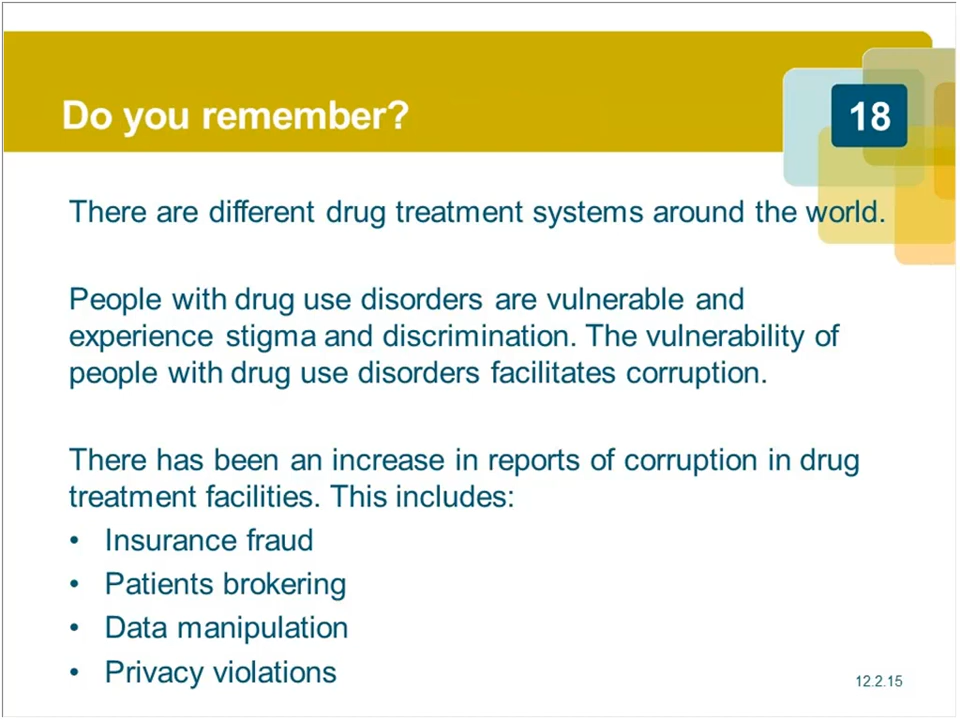 Do you remember?
18
There are different drug treatment systems around the world.
People with drug use disorders are vulnerable and
experience stigma and discrimination. The vulnerability of
people with drug use disorders facilitates corruption.
There has been an increase in reports of corruption in drug
treatment facilities. This includes:
• Insurance fraud
• Patients brokering
• Data manipulation
• Privacy violations
12.2.15